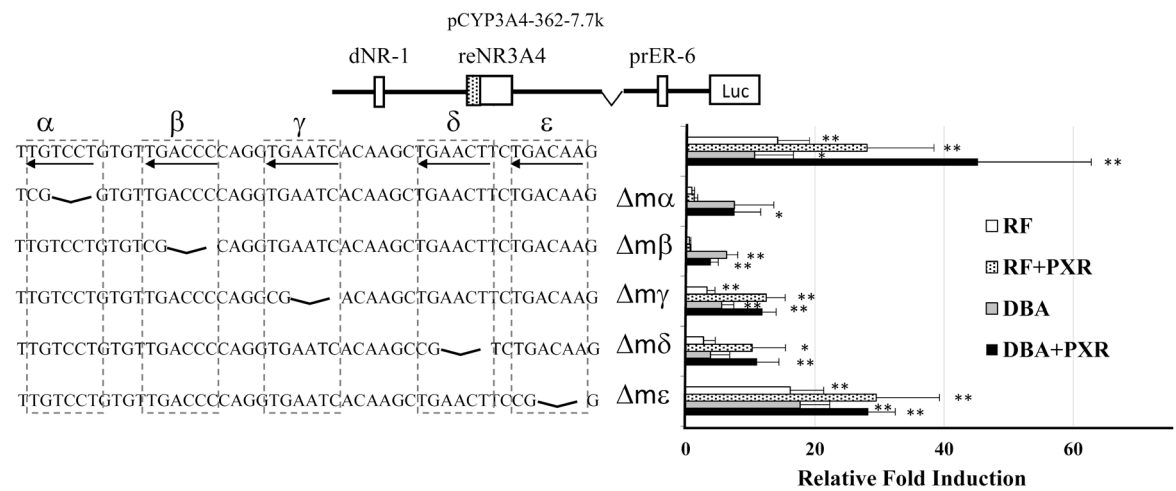 pCYP3A4-362-7.7k
dNR-1 reNR3A4 prER-6
Luc
α β γ δ ε
TTGTCCTGTGTTGACCCCAGGTGAATCACAAGCTGAACTTCTGACAAG
** 
**
*
**
TCG GTGTTGACCCCAGGTGAATCACAAGCTGAACTTCTGACAAG Δmα
*
TTGTCCTGTGTCG CAGGTGAATCACAAGCTGAACTTCTGACAAG Δmβ
**
**
TTGTCCTGTGTTGACCCCAGGCG ACAAGCTGAACTTCTGACAAG Δmγ
**
**
**
**
TTGTCCTGTGTTGACCCCAGGTGAATCACAAGCCG TCTGACAAG Δmδ
*
**
TTGTCCTGTGTTGACCCCAGGTGAATCACAAGCTGAACTTCCG G Δmε
**
**
**
**
RF
RF+PXR
DBA
DBA+PXR
0 20 40 60
Relative Fold Induction